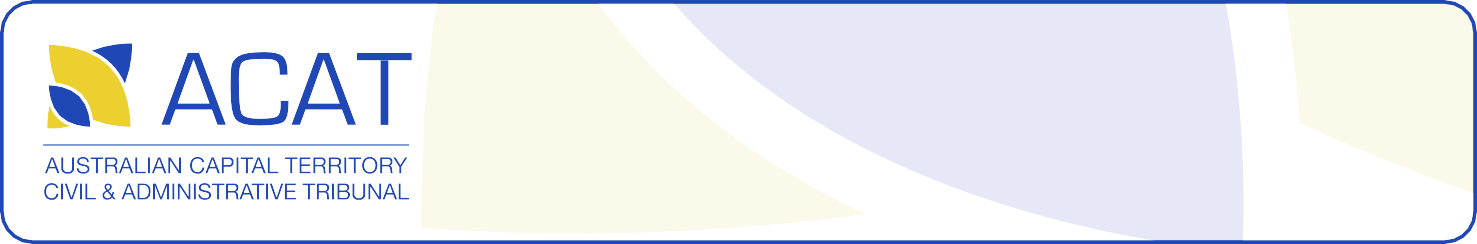 ACAT
AUSTRALIAN CAPITAL TERRITORY
CIVIL & ADMINISTRATIVE TRIBUNAL